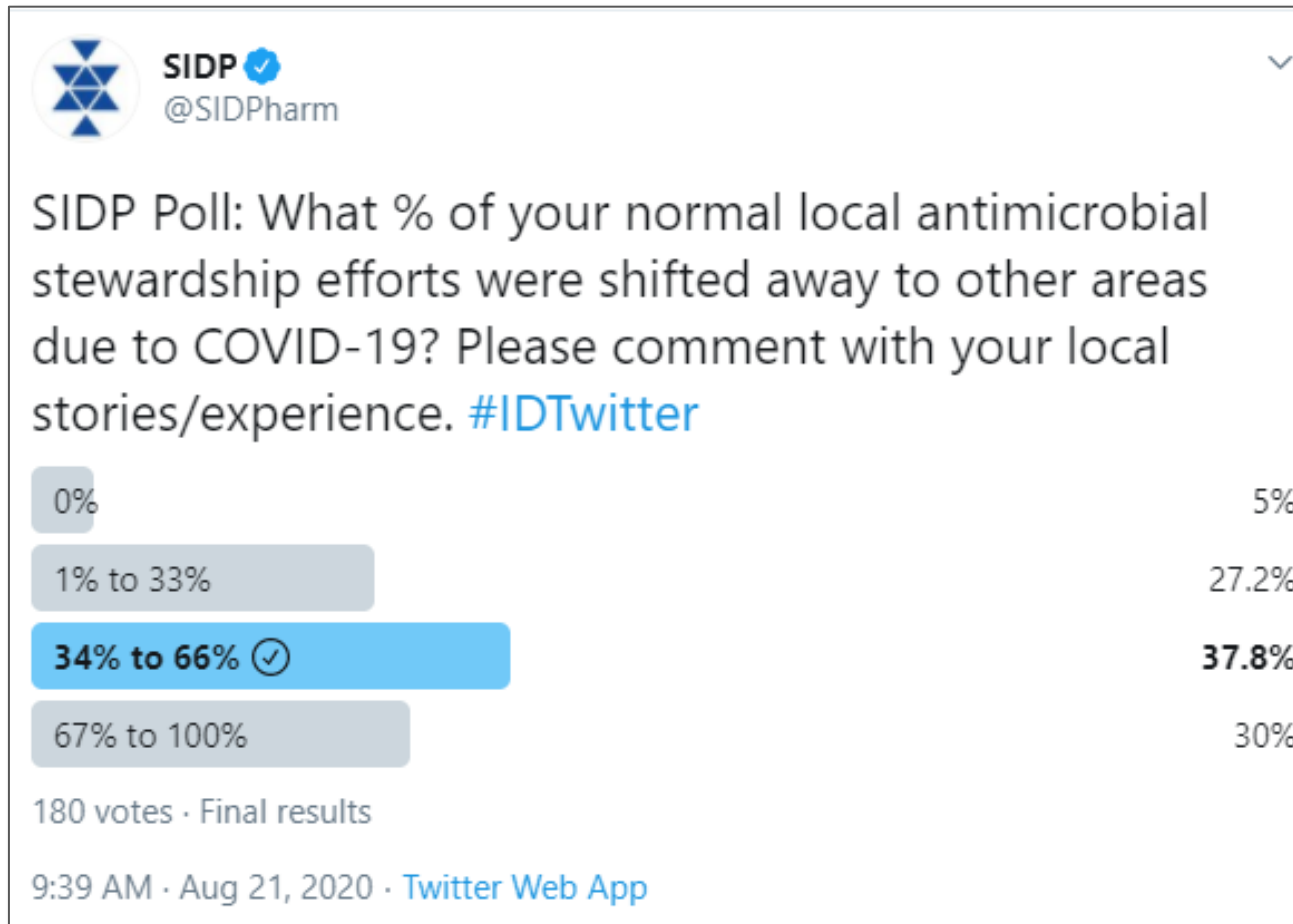 SIDP
@SIDPharm
SIDP Poll: What % of your normal local antimicrobial
stewardship efforts were shifted away to other areas
due to COVID-19? Please comment with your local
stories/experience. #IDTwitter
0% 5%
1% to 33% 27.2%
34% to 66% 37.8%
67% to 100% 30%
180 votes · Final results
9:39 AM · Aug 21, 2020 · Twitter Web App